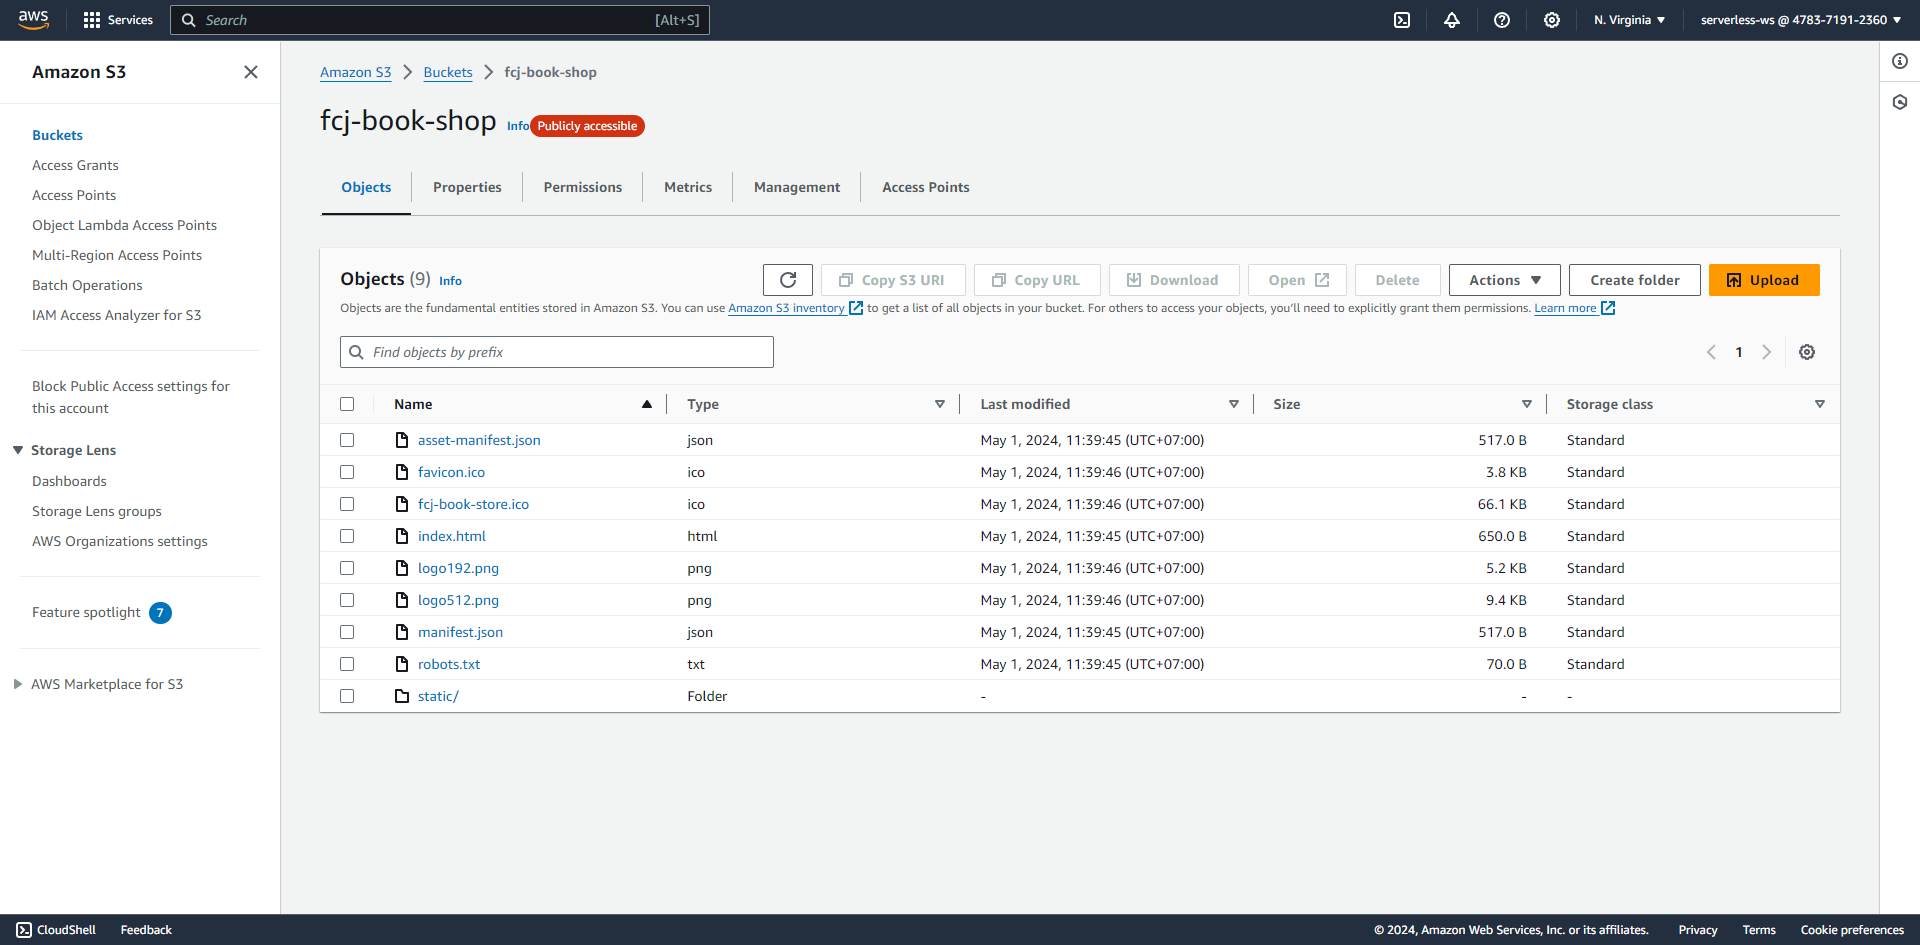 aws Services Search [Alt+S] N. Virginia ▼ serverless-ws @ 4783-7191-2360 ▼
Amazon S3
Buckets
Access Grants
Access Points
Object Lambda Access Points
Multi-Region Access Points
Batch Operations
IAM Access Analyzer for S3
Block Public Access settings for
this account
Storage Lens
Dashboards
Storage Lens groups
AWS Organizations settings
Feature spotlight 7
AWS Marketplace for S3
Amazon S3 > Buckets > fcj-book-shop
fcj-book-shop Info Publicly accessible
Objects Properties Permissions Metrics Management Access Points
Objects (9) Info Copy S3 URI Copy URL Download Open Delete Actions ▼ Create folder Upload
Objects are the fundamental entities stored in Amazon S3. You can use Amazon S3 inventory to get a list of all objects in your bucket. For others to access your objects, you'll need to explicitly grant them permissions. Learn more
Find objects by prefix < 1 >
Name Type Last modified Size Storage class
asset-manifest.json json May 1, 2024, 11:39:45 (UTC+07:00) 517.0 B Standard
favicon.ico ico May 1, 2024, 11:39:46 (UTC+07:00) 3.8 KB Standard
fcj-book-store.ico ico May 1, 2024, 11:39:46 (UTC+07:00) 66.1 KB Standard
index.html html May 1, 2024, 11:39:45 (UTC+07:00) 650.0 B Standard
logo192.png png May 1, 2024, 11:39:46 (UTC+07:00) 5.2 KB Standard
logo512.png png May 1, 2024, 11:39:46 (UTC+07:00) 9.4 KB Standard
manifest.json json May 1, 2024, 11:39:45 (UTC+07:00) 517.0 B Standard
robots.txt txt May 1, 2024, 11:39:45 (UTC+07:00) 70.0 B Standard
static/ Folder - - -
CloudShell Feedback © 2024, Amazon Web Services, Inc. or its affiliates. Privacy Terms Cookie preferences